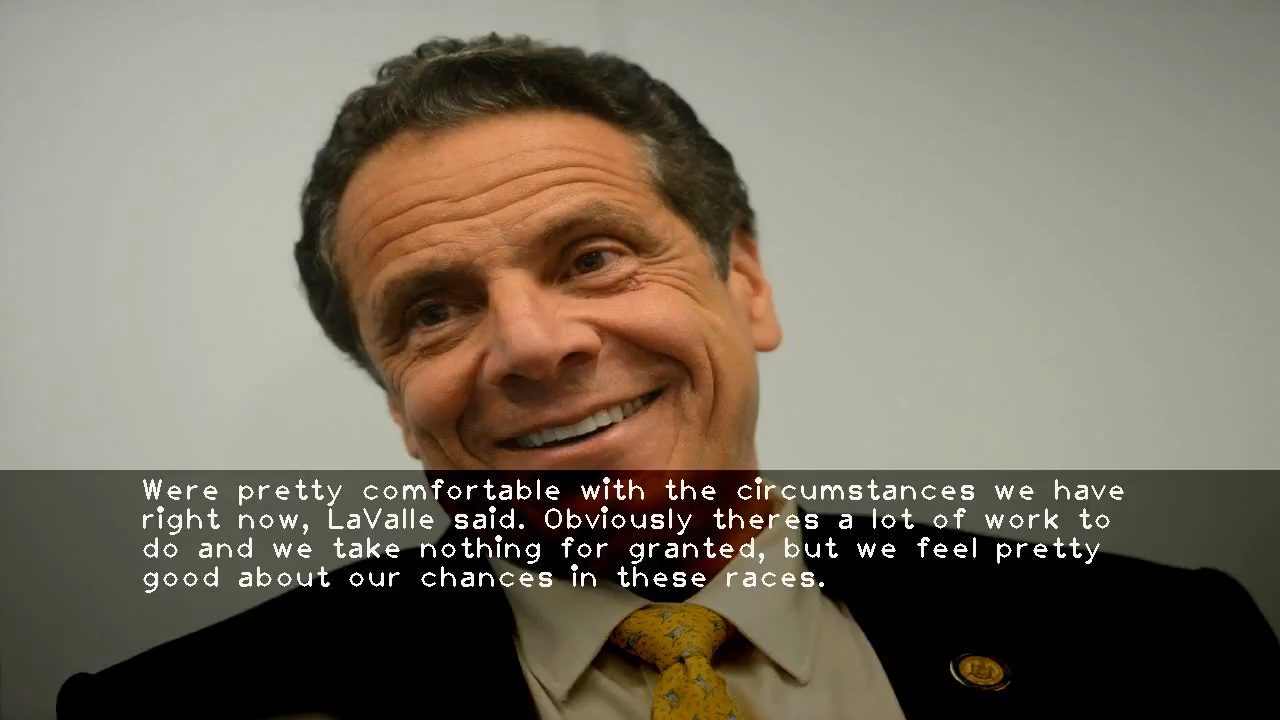 Were pretty comfortable with the circumstances we have
right now, LaValle said. Obviously theres a lot of work to
do and we take nothing for granted, but we feel pretty
good about our chances in these races.